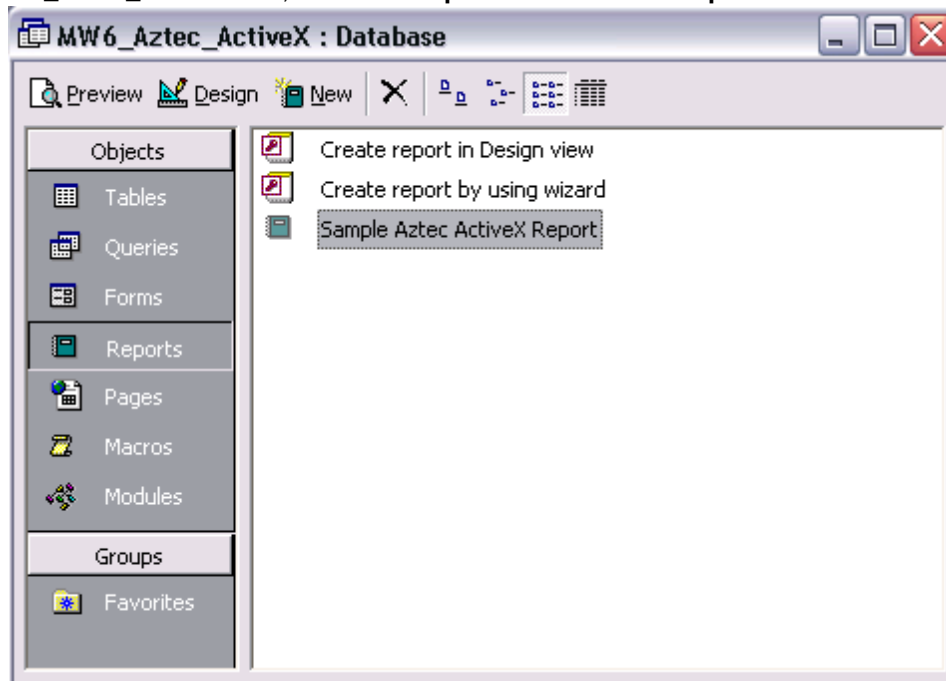 MW6_Aztec_ActiveX : Database
Preview Design New
Objects
Tables
Queries
Forms
Reports
Pages
Macros
Modules
Groups
Favorites
Create report in Design view
Create report by using wizard
Sample Aztec ActiveX Report